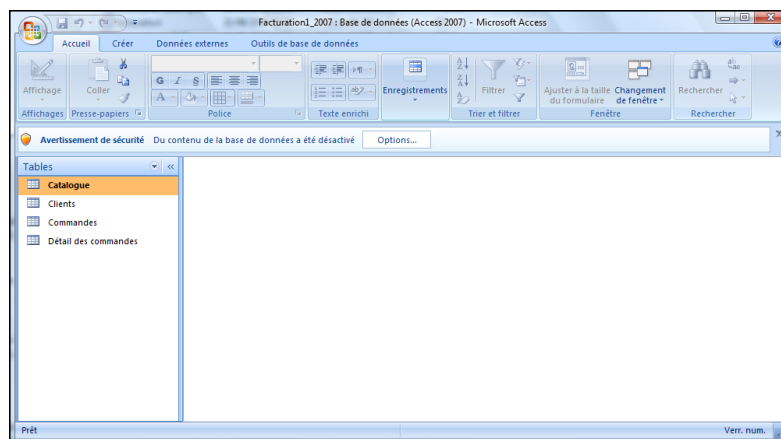 Facturation1_2007 : Base de données (Access 2007) - Microsoft Access
Accueil Créer Données externes Outils de base de données
Affichage Coller G I S A Enregistrements Filtrer Ajuster à la taille du formulaire Changement de fenêtre Rechercher
Affichages Presse-papiers Police Texte enrichi Trier et filtrer Fenêtre Rechercher
Avertissement de sécurité Du contenu de la base de données a été désactivé Options...
Tables
Catalogue
Clients
Commandes
Détail des commandes
Prêt Verr. num.